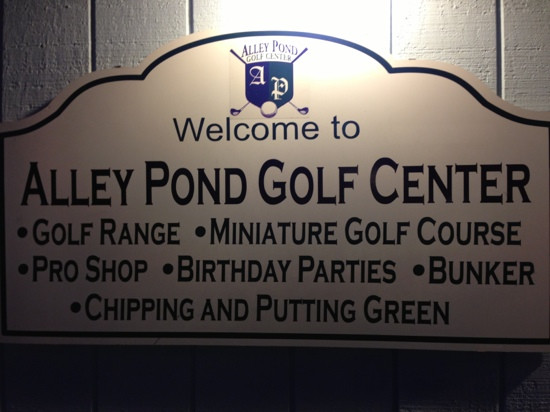 ALLEY POND
GOLF CENTER
A P
Welcome to
ALLEY POND GOLF CENTER
•GOLF RANGE •MINIATURE GOLF COURSE
•PRO SHOP •BIRTHDAY PARTIES •BUNKER
•CHIPPING AND PUTTING GREEN